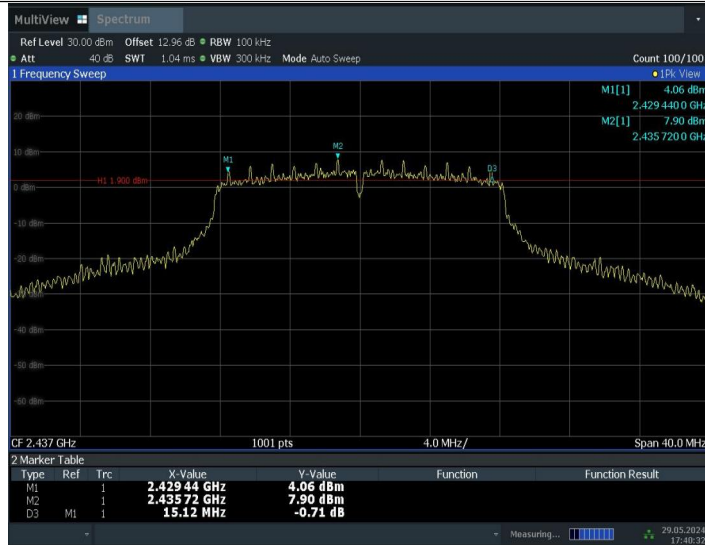 MultiView Spectrum
Ref Level 30.00 dBm Offset 12.96 dB RBW 100 kHz
Att 40 dB SWT 1.04 ms VBW 300 kHz Mode Auto Sweep Count 100/100
1 Frequency Sweep 1Pk View
M1[1] 4.06 dBm
2.429 440 0 GHz
M2[1] 7.90 dBm
2.435 720 0 GHz
20 dBm
10 dBm
M2
M1
D3
H1 1.900 dBm
0 dBm
-10 dBm
-20 dBm
-30 dBm
-40 dBm
-50 dBm
-60 dBm
CF 2.437 GHz 1001 pts 4.0 MHz/ Span 40.0 MHz
2 Marker Table
Type Ref Trc X-Value Y-Value Function Function Result
M1 1 2.429 44 GHz 4.06 dBm
M2 1 2.435 72 GHz 7.90 dBm
D3 M1 1 15.12 MHz -0.71 dB
Measuring... 29.05.2024
17:40:32